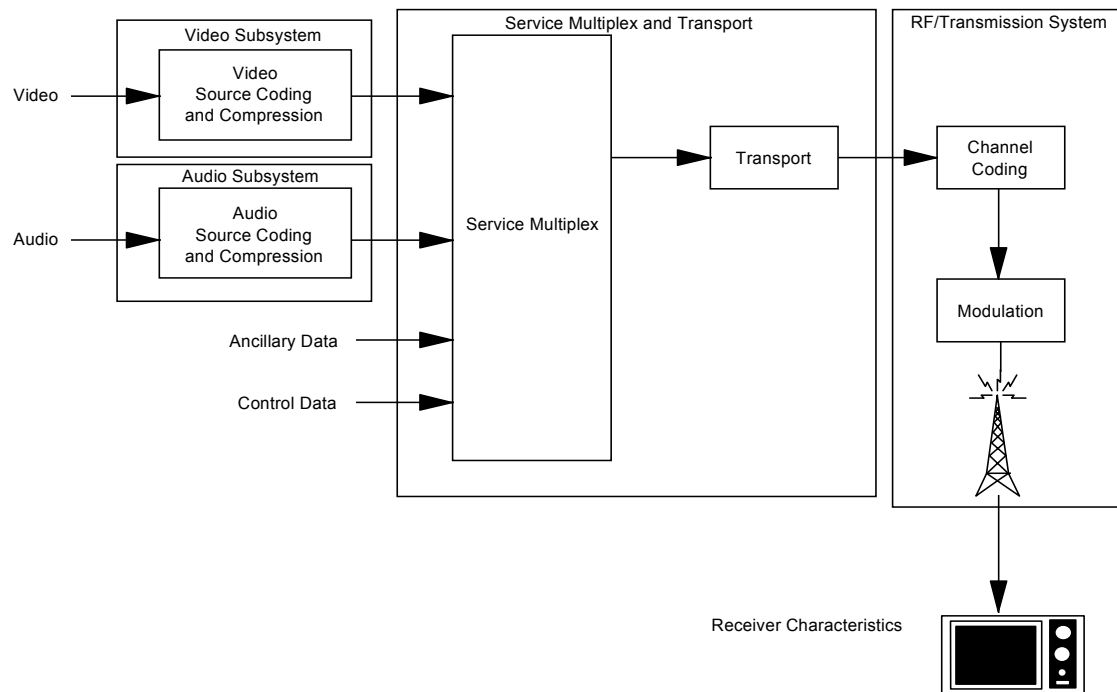 Video Subsystem
Video
Source Coding
and Compression
Video
Audio Subsystem
Audio
Source Coding
and Compression
Audio
Ancillary Data
Control Data
Service Multiplex and Transport
Service Multiplex
Transport
RF/Transmission System
Channel
Coding
Modulation
Receiver Characteristics